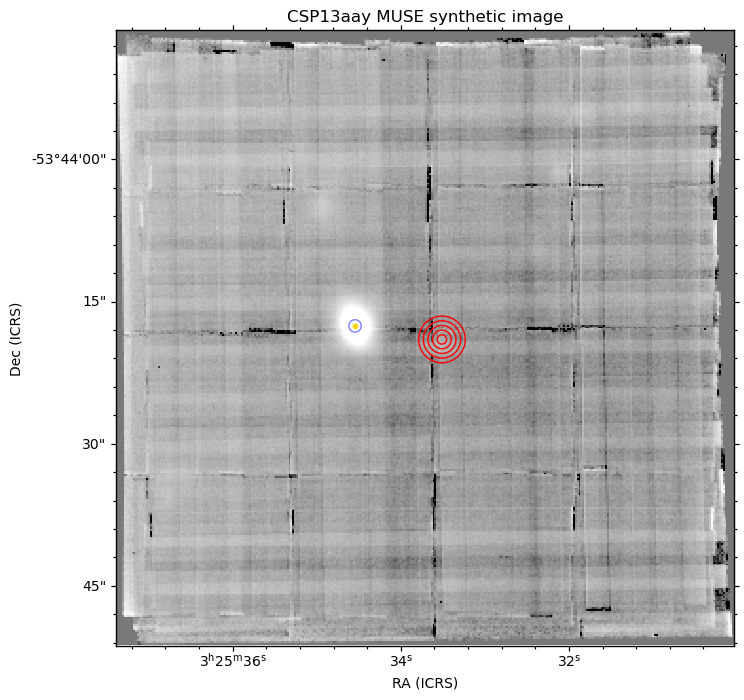 CSP13aay MUSE synthetic image
-53°44'00"
15"
30"
45"
Dec (ICRS)
3ʰ25ᵐ36ˢ
34ˢ
32ˢ
RA (ICRS)